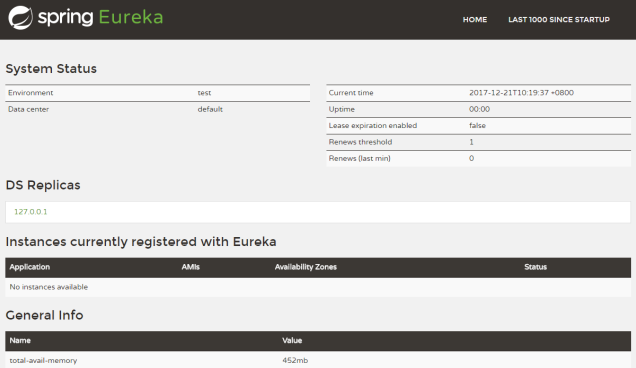 spring Eureka
HOME LAST 1000 SINCE STARTUP
System Status
Environment test
Data center default
Current time 2017-12-21T10:19:37 +0800
Uptime 00:00
Lease expiration enabled false
Renews threshold 1
Renews (last min) 0
DS Replicas
127.0.0.1
Instances currently registered with Eureka
Application AMIs Availability Zones Status
No instances available
General Info
Name Value
total-avail-memory 452mb